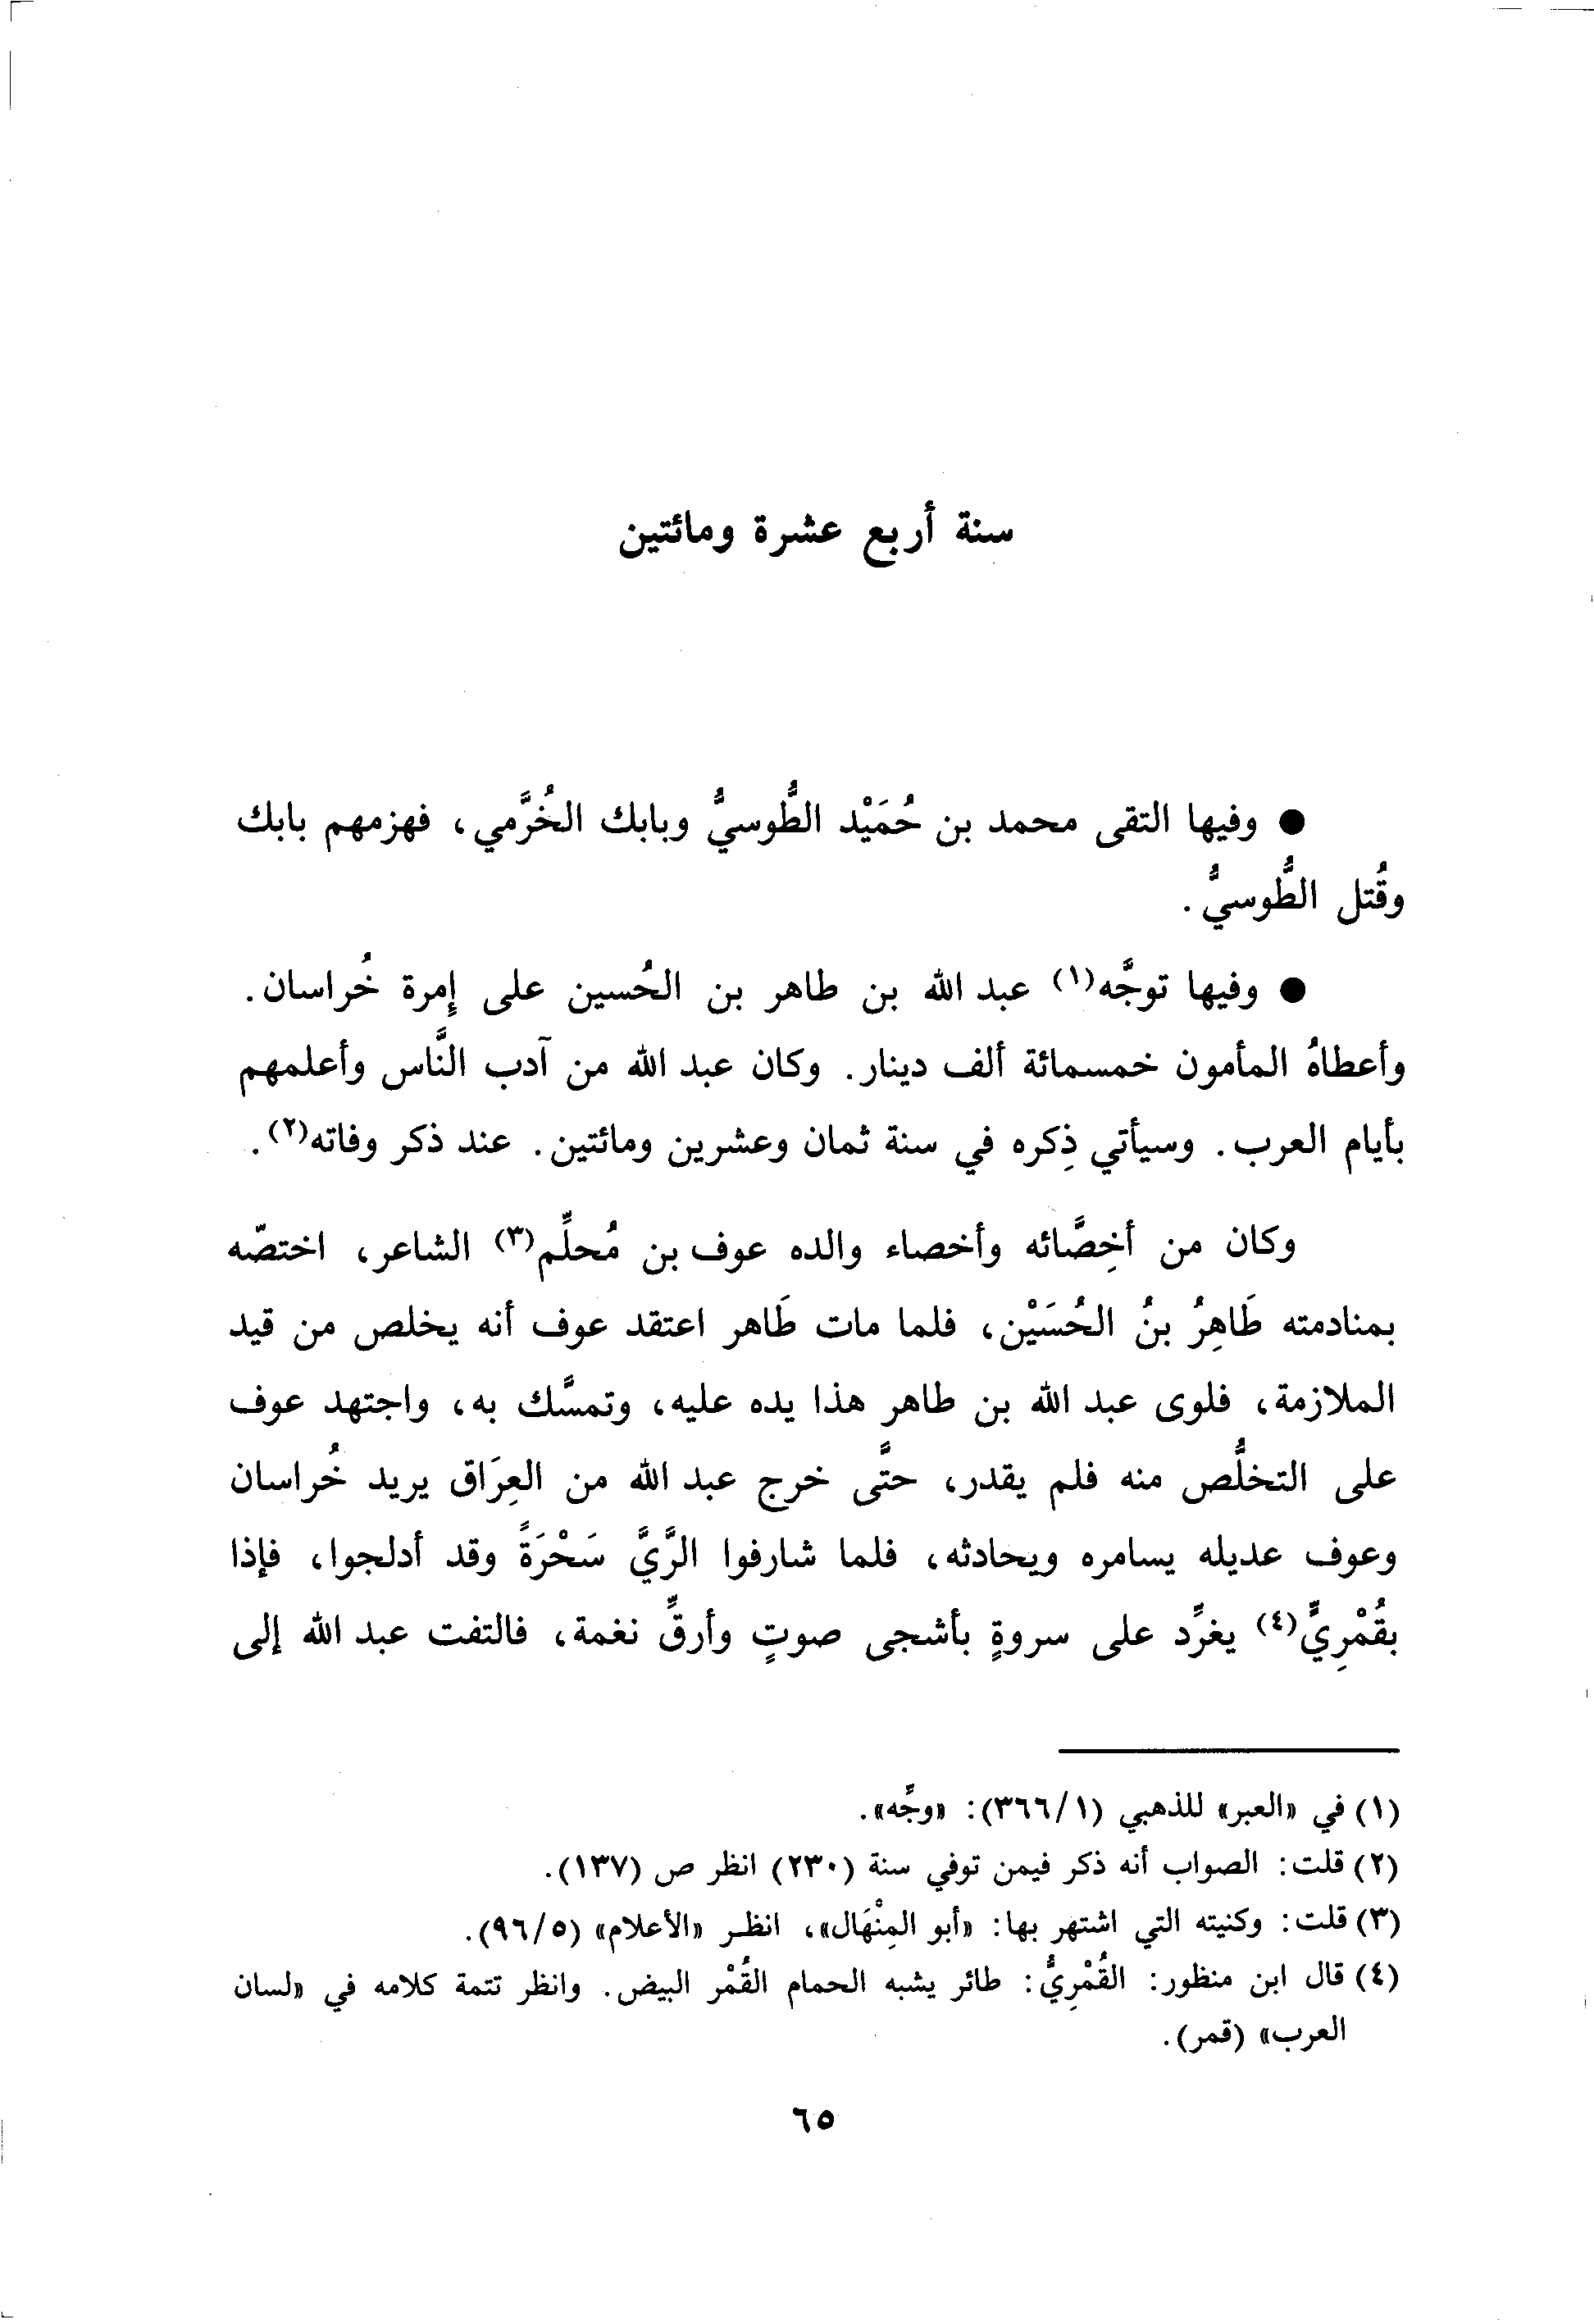 سنة أربع عشرة ومائتين
● وفيها التقى محمد بن حُمَيْد الطُّوسيُّ وبابك الخُرَّمي، فهزمهم بابك
وقُتل الطُّوسيُّ.
● وفيها توجَّه(١) عبد الله بن طاهر بن الحُسين على إمرة خُراسان.
وأعطاهُ المأمون خمسمائة ألف دينار. وكان عبد الله من آدب النَّاس وأعلمهم
بأيام العرب. وسيأتي ذِكره في سنة ثمان وعشرين ومائتين. عند ذكر وفاته(٢).
وكان من أخِصَّائه وأخصاء والده عوف بن مُحلِّم(٣) الشاعر، اختصّه
بمنادمته طَاهِرُ بنُ الحُسَيْن، فلما مات طَاهر اعتقد عوف أنه يخلص من قيد
الملازمة، فلوى عبد الله بن طاهر هذا يده عليه، وتمسَّك به، واجتهد عوف
على التخلُّص منه فلم يقدر، حتَّى خرج عبد الله من العِرَاق يريد خُراسان
وعوف عديله يسامره ويحادثه، فلما شارفوا الرَّيَّ سَحْرَةً وقد أدلجوا، فإذا
بقُمْرِيٍّ(٤) يغرِّد على سروةٍ بأشجى صوتٍ وأرقِّ نغمة، فالتفت عبد الله إلى
(١) في «العبر» للذهبي (١/ ٣٦٦): «وجِّه».
(٢) قلت: الصواب أنه ذكر فيمن توفي سنة (٢٣٠) انظر ص (١٣٧).
(٣) قلت: وكنيته التي اشتهر بها: «أبو المِنْهَال»، انظر «الأعلام» (٩٦/٥).
(٤) قال ابن منظور: القُمْرِيُّ: طائر يشبه الحمام القُمْر البيض. وانظر تتمة كلامه في «لسان
العرب» (قمر).
٦٥